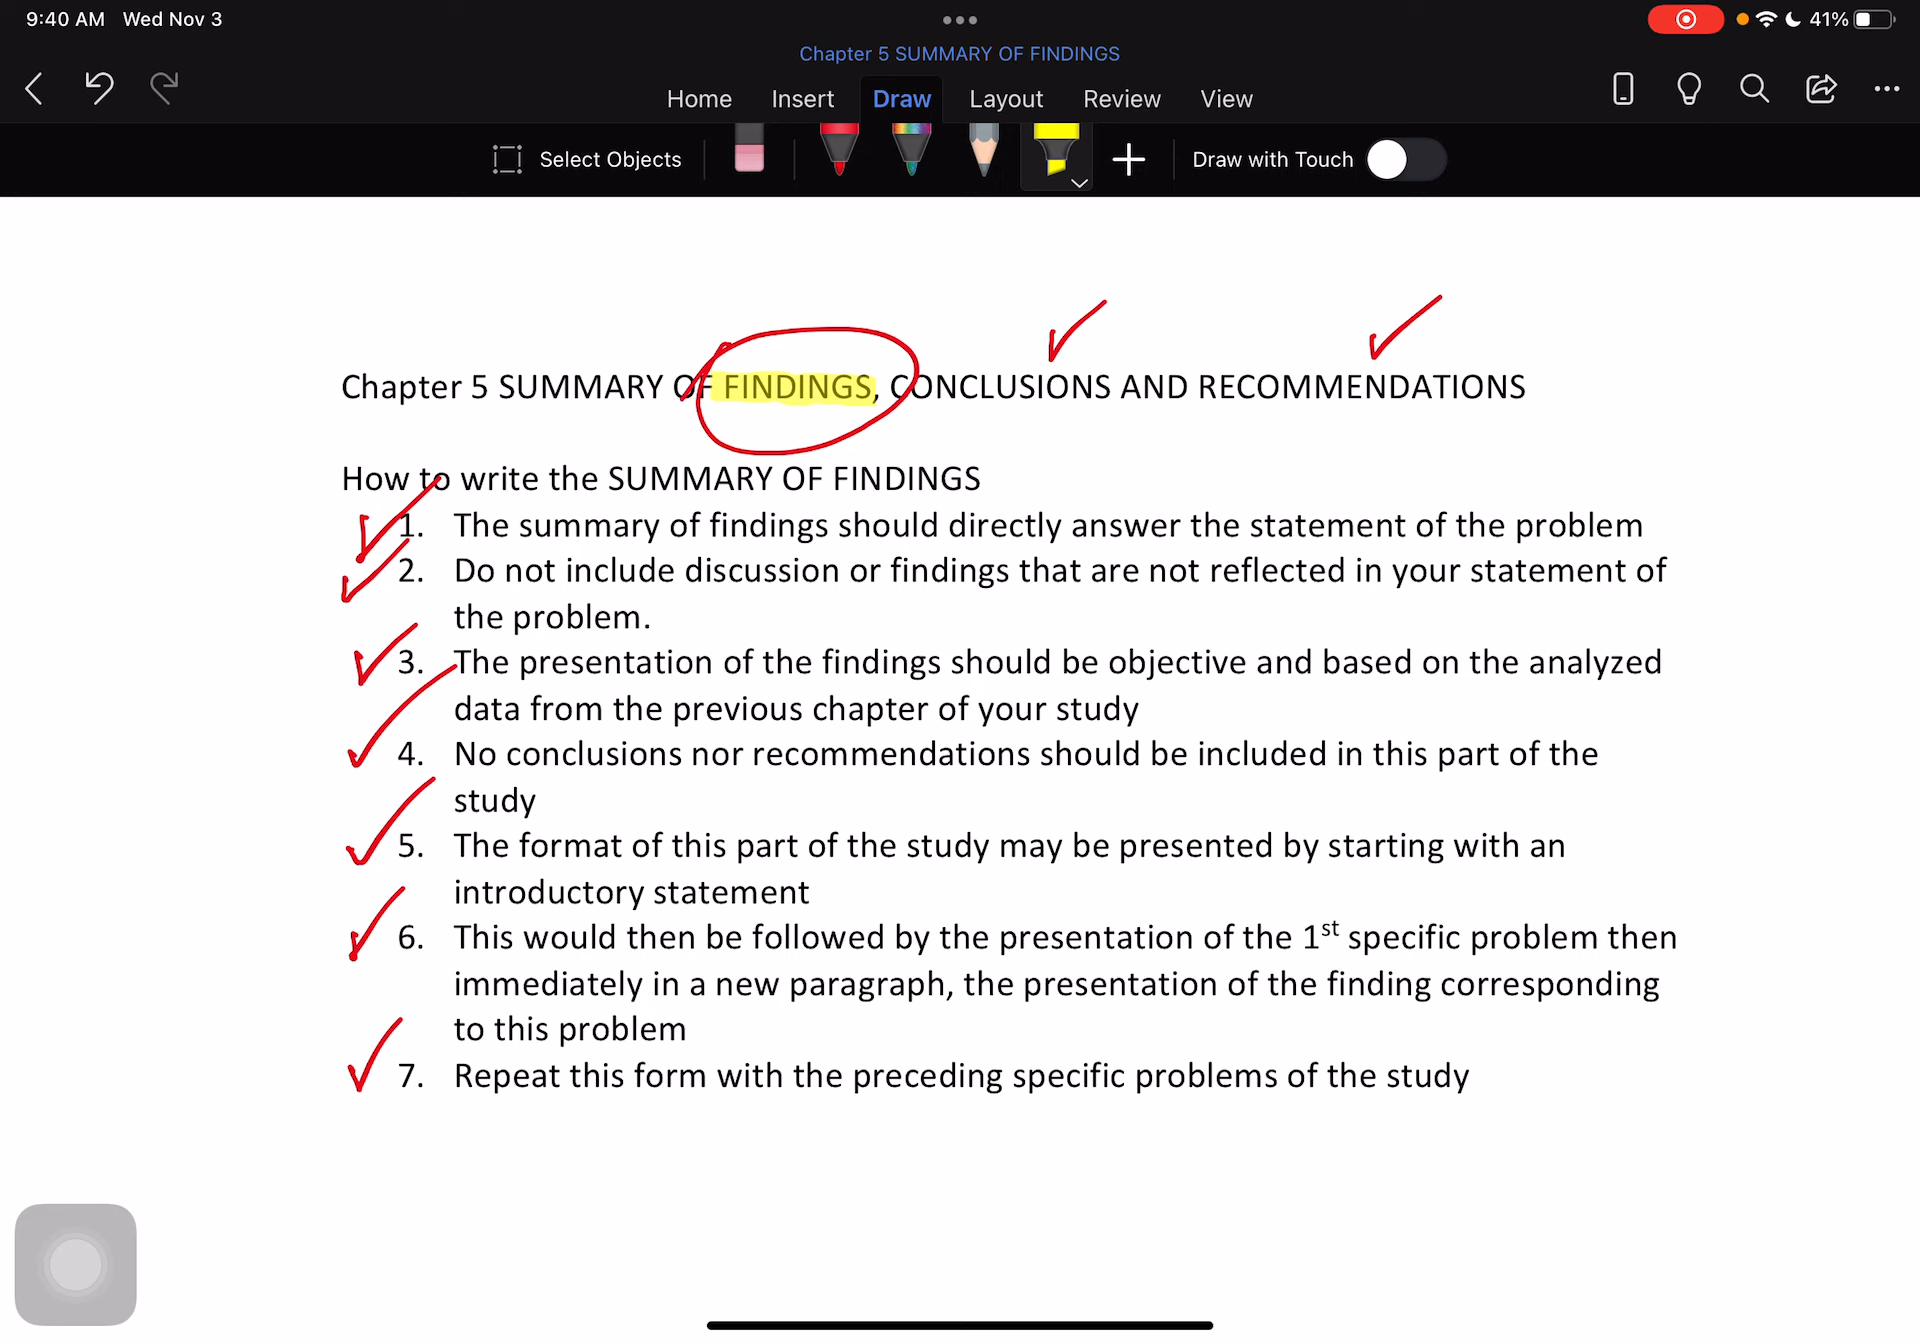 9:40 AM Wed Nov 3
41%
Chapter 5 SUMMARY OF FINDINGS
Home Insert Draw Layout Review View
Select Objects
Draw with Touch
Chapter 5 SUMMARY OF FINDINGS, CONCLUSIONS AND RECOMMENDATIONS
How to write the SUMMARY OF FINDINGS
1. The summary of findings should directly answer the statement of the problem
2. Do not include discussion or findings that are not reflected in your statement of
the problem.
3. The presentation of the findings should be objective and based on the analyzed
data from the previous chapter of your study
4. No conclusions nor recommendations should be included in this part of the
study
5. The format of this part of the study may be presented by starting with an
introductory statement
6. This would then be followed by the presentation of the 1st specific problem then
immediately in a new paragraph, the presentation of the finding corresponding
to this problem
7. Repeat this form with the preceding specific problems of the study